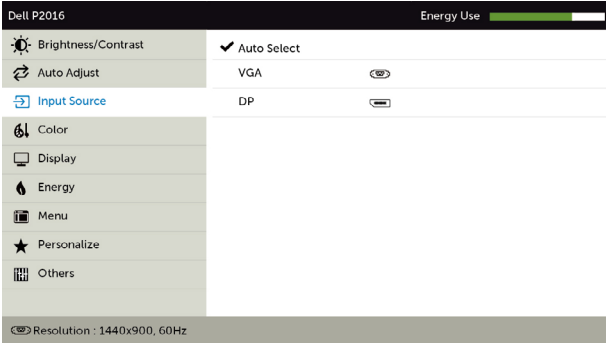 Dell P2016 Energy Use
Brightness/Contrast
Auto Select
Auto Adjust
VGA
Input Source
DP
Color
Display
Energy
Menu
Personalize
Others
Resolution : 1440x900, 60Hz